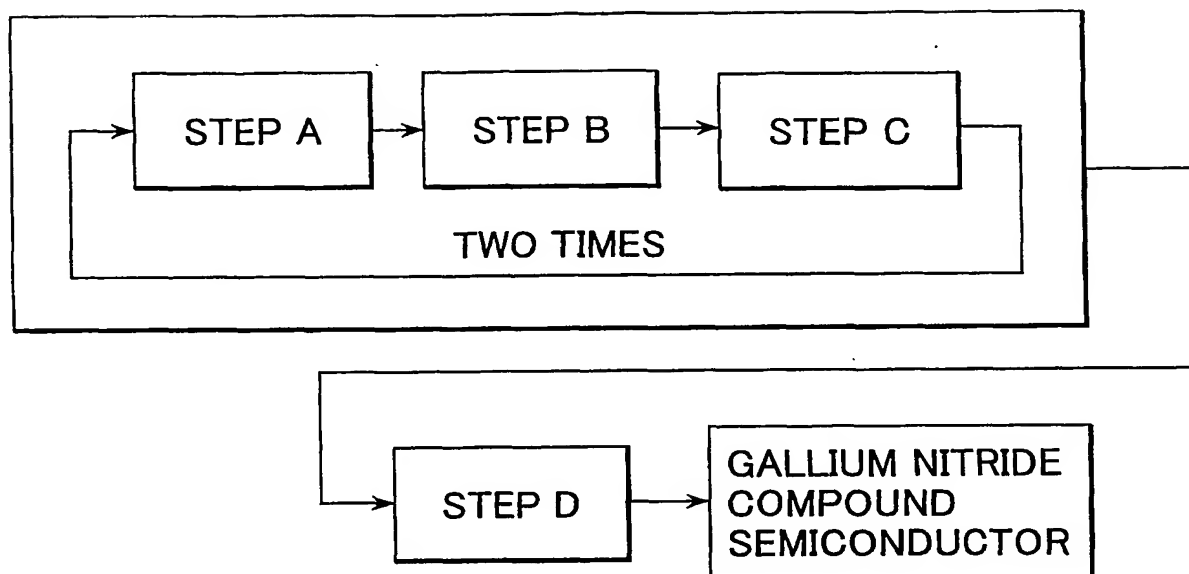 STEP A
STEP B
STEP C
TWO TIMES
STEP D
GALLIUM NITRIDE
COMPOUND
SEMICONDUCTOR